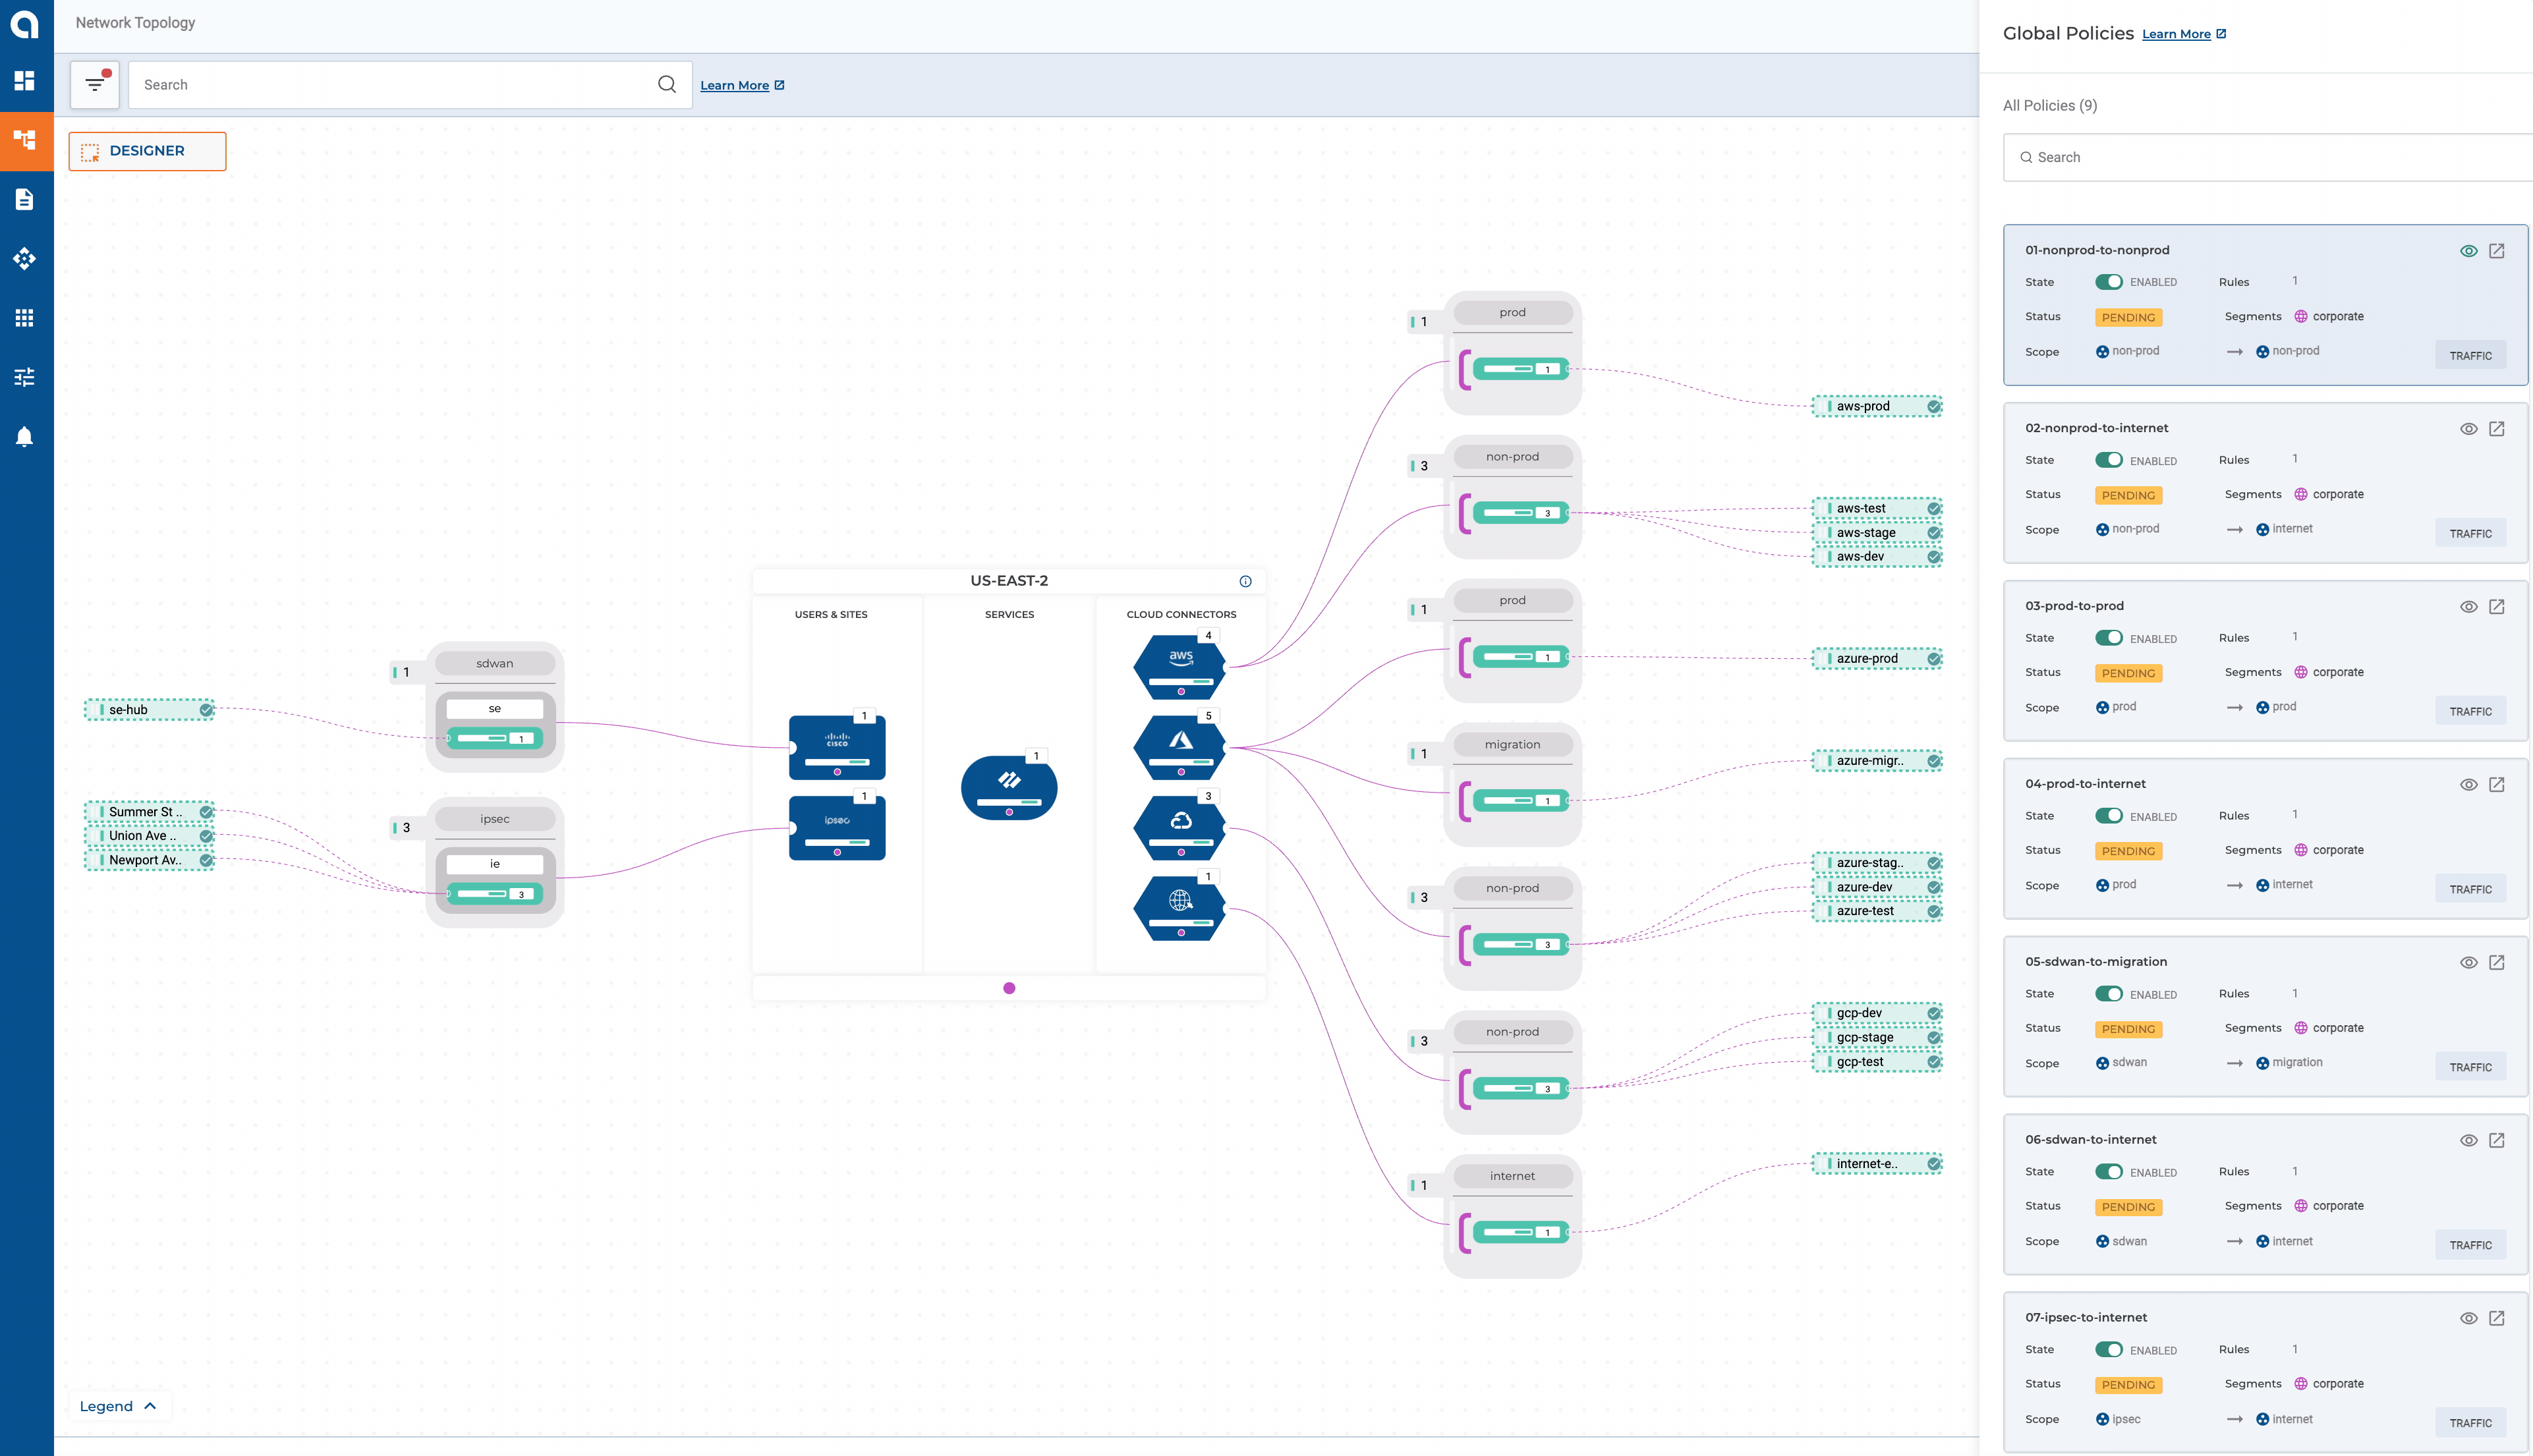 Network Topology
Search
Learn More
DESIGNER
se-hub
Summer St ..
Union Ave ..
Newport Av..
1
sdwan
se
1
3
ipsec
ie
3
US-EAST-2
USERS & SITES
SERVICES
CLOUD CONNECTORS
1
cisco
1
ipsec
1
4
aws
5
3
1
1
prod
1
aws-prod
3
non-prod
3
aws-test
aws-stage
aws-dev
1
prod
1
azure-prod
1
migration
1
azure-migr..
3
non-prod
3
azure-stag..
azure-dev
azure-test
3
non-prod
3
gcp-dev
gcp-stage
gcp-test
1
internet
1
internet-e..
Legend
Global Policies Learn More
All Policies (9)
Search
01-nonprod-to-nonprod
State ENABLED Rules 1
Status PENDING Segments corporate
Scope non-prod → non-prod TRAFFIC
02-nonprod-to-internet
State ENABLED Rules 1
Status PENDING Segments corporate
Scope non-prod → internet TRAFFIC
03-prod-to-prod
State ENABLED Rules 1
Status PENDING Segments corporate
Scope prod → prod TRAFFIC
04-prod-to-internet
State ENABLED Rules 1
Status PENDING Segments corporate
Scope prod → internet TRAFFIC
05-sdwan-to-migration
State ENABLED Rules 1
Status PENDING Segments corporate
Scope sdwan → migration TRAFFIC
06-sdwan-to-internet
State ENABLED Rules 1
Status PENDING Segments corporate
Scope sdwan → internet TRAFFIC
07-ipsec-to-internet
State ENABLED Rules 1
Status PENDING Segments corporate
Scope ipsec → internet TRAFFIC